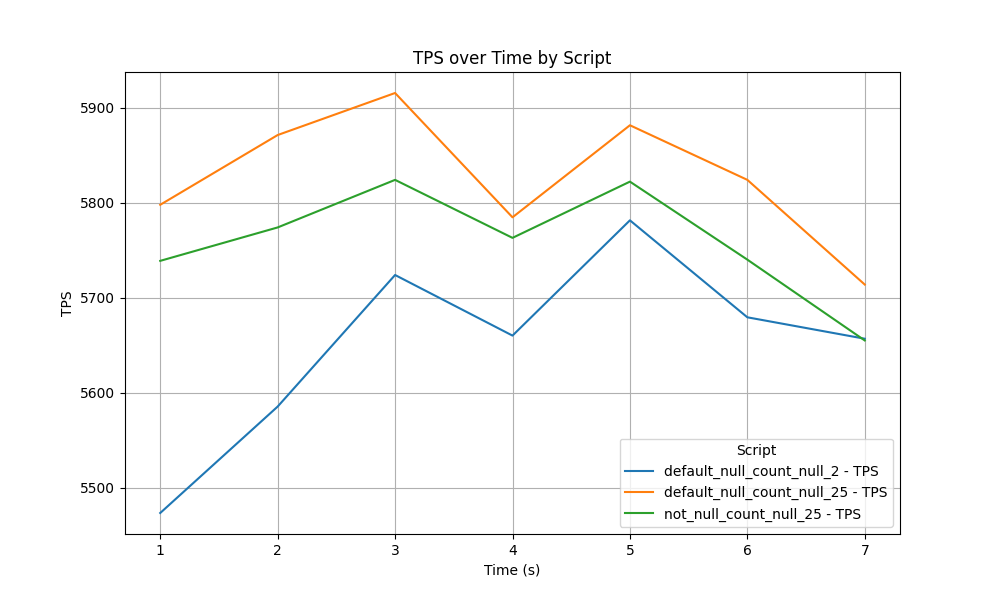 TPS over Time by Script
TPS
5900
5800
5700
5600
5500
1 2 3 4 5 6 7
Time (s)
Script
default_null_count_null_2 - TPS
default_null_count_null_25 - TPS
not_null_count_null_25 - TPS